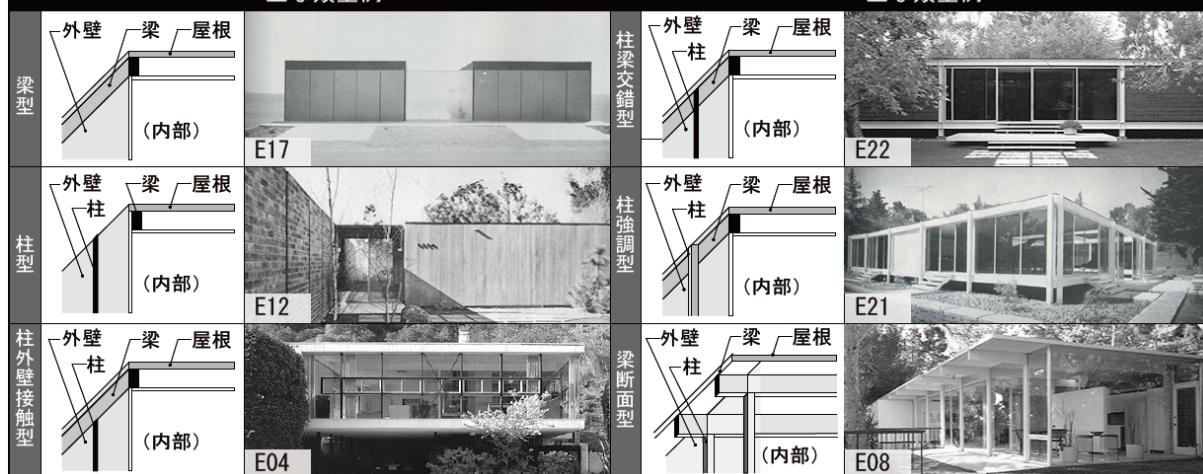 梁型
外壁
梁
屋根
(内部)
E17
柱梁交錯型
外壁
梁
屋根
柱
(内部)
E22
柱型
外壁
梁
屋根
柱
(内部)
E12
柱強調型
外壁
梁
屋根
柱
(内部)
E21
柱外壁接触型
外壁
梁
屋根
柱
(内部)
E04
梁断面型
外壁
梁
屋根
柱
(内部)
E08